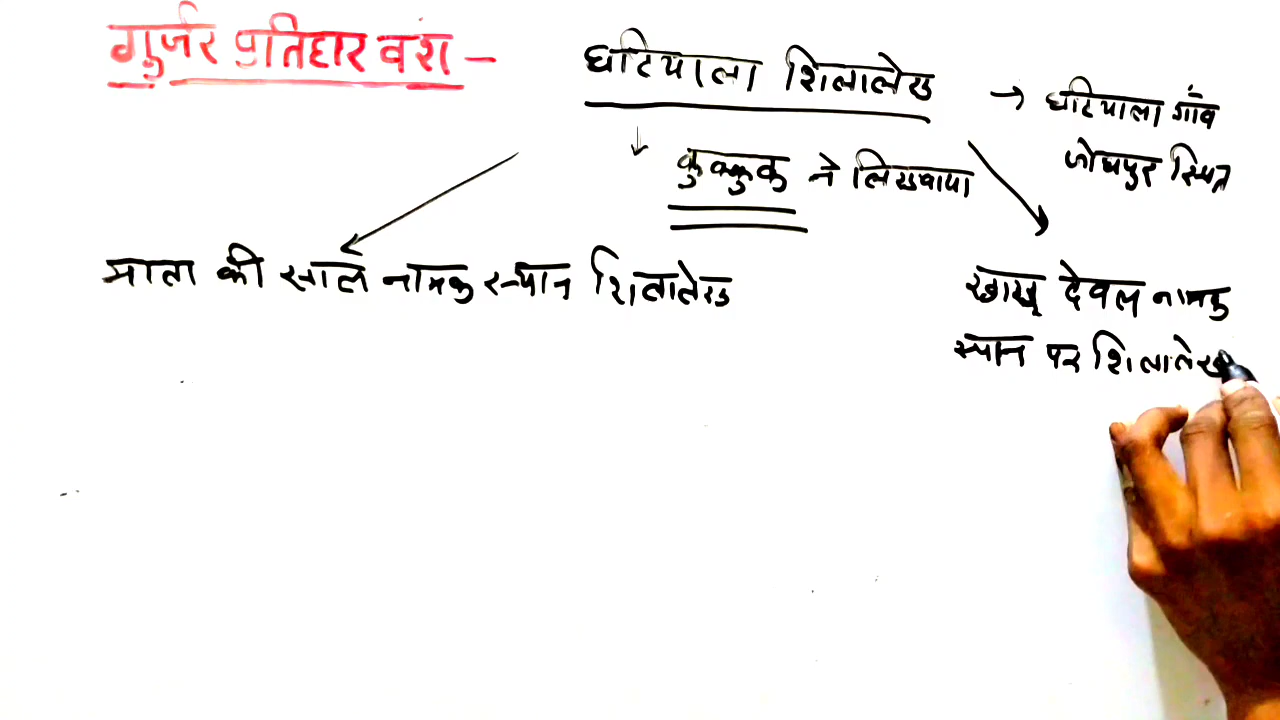 गुर्जर प्रतिहार वंश –
घटियाला शिलालेख → घटियाला गाँव
जोधपुर स्थित
↓ कुक्कुक ने लिखवाया
माता की साल नामक स्थान शिलालेख
खाखू देवल नामक
स्थान पर शिलालेख